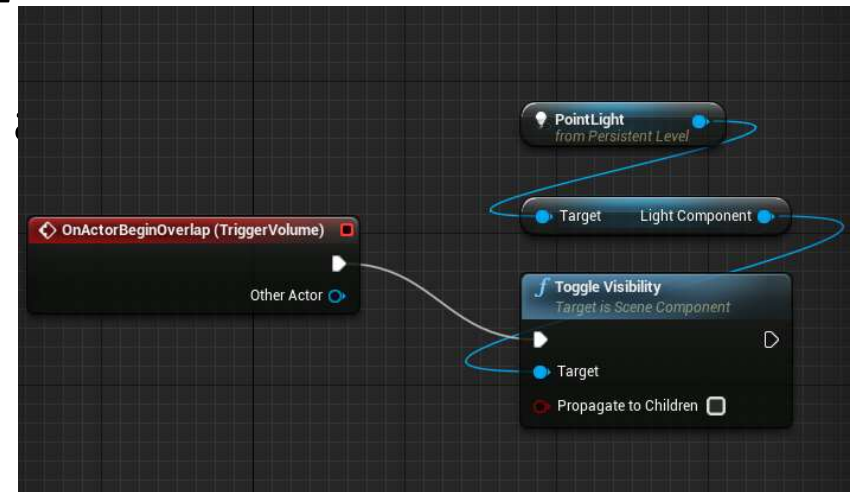 PointLight
from Persistent Level
Target Light Component
OnActorBeginOverlap (TriggerVolume)
Other Actor
f Toggle Visibility
Target is Scene Component
Target
Propagate to Children